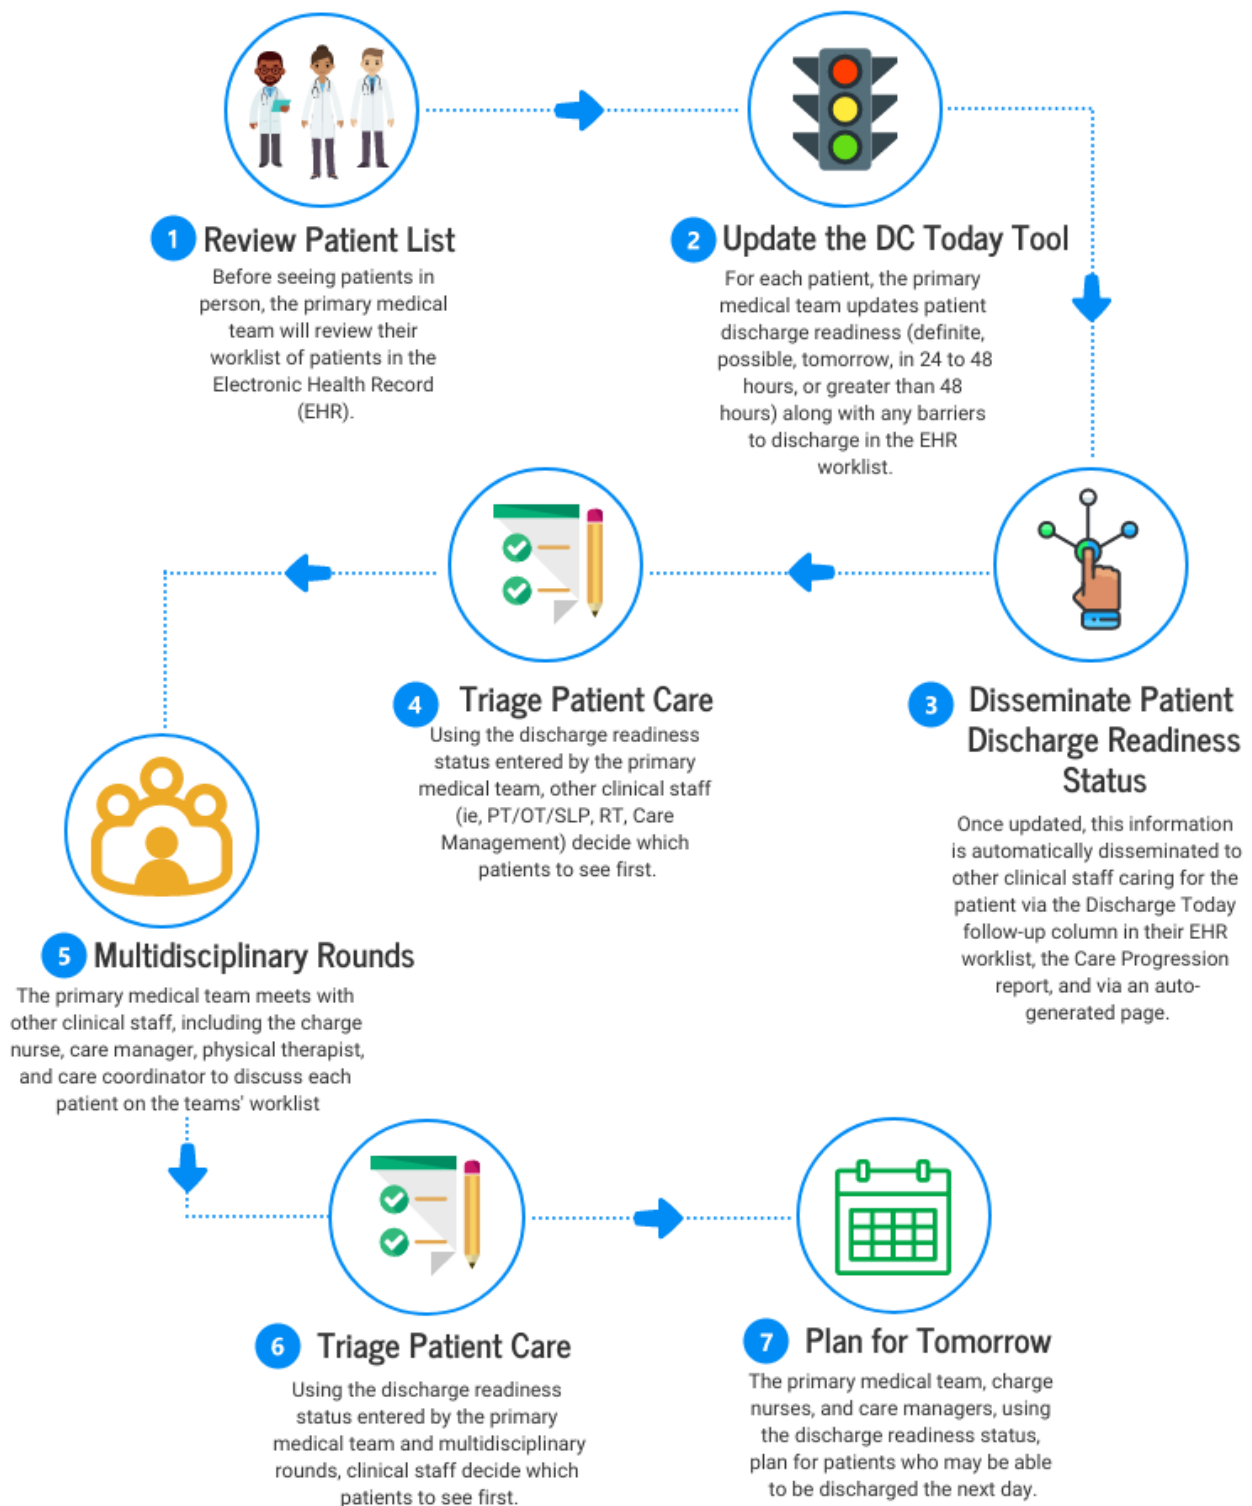 1 Review Patient List
Before seeing patients in
person, the primary medical
team will review their
worklist of patients in the
Electronic Health Record
(EHR).
2 Update the DC Today Tool
For each patient, the primary
medical team updates patient
discharge readiness (definite,
possible, tomorrow, in 24 to 48
hours, or greater than 48
hours) along with any barriers
to discharge in the EHR
worklist.
3 Disseminate Patient
Discharge Readiness
Status
Once updated, this information
is automatically disseminated to
other clinical staff caring for the
patient via the Discharge Today
follow-up column in their EHR
worklist, the Care Progression
report, and via an auto-
generated page.
4 Triage Patient Care
Using the discharge readiness
status entered by the primary
medical team, other clinical staff
(ie, PT/OT/SLP, RT, Care
Management) decide which
patients to see first.
5 Multidisciplinary Rounds
The primary medical team meets with
other clinical staff, including the charge
nurse, care manager, physical therapist,
and care coordinator to discuss each
patient on the teams' worklist
6 Triage Patient Care
Using the discharge readiness
status entered by the primary
medical team and multidisciplinary
rounds, clinical staff decide which
patients to see first.
7 Plan for Tomorrow
The primary medical team, charge
nurses, and care managers, using
the discharge readiness status,
plan for patients who may be able
to be discharged the next day.